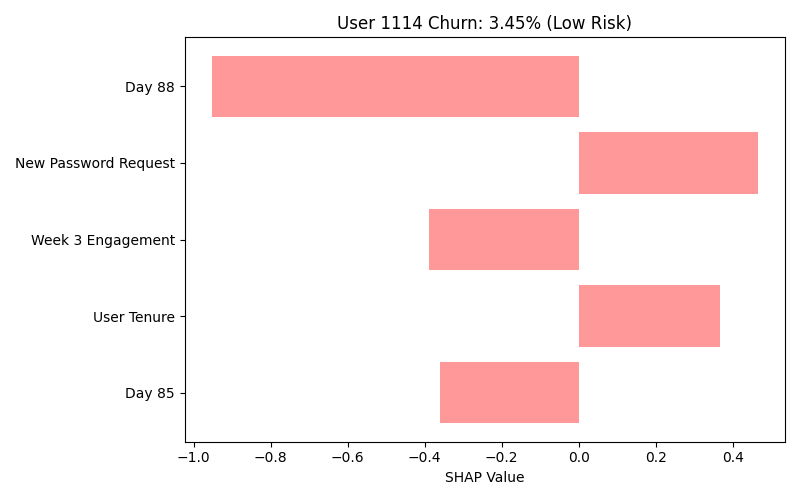 User 1114 Churn: 3.45% (Low Risk)
Day 88
New Password Request
Week 3 Engagement
User Tenure
Day 85
−1.0 −0.8 −0.6 −0.4 −0.2 0.0 0.2 0.4
SHAP Value